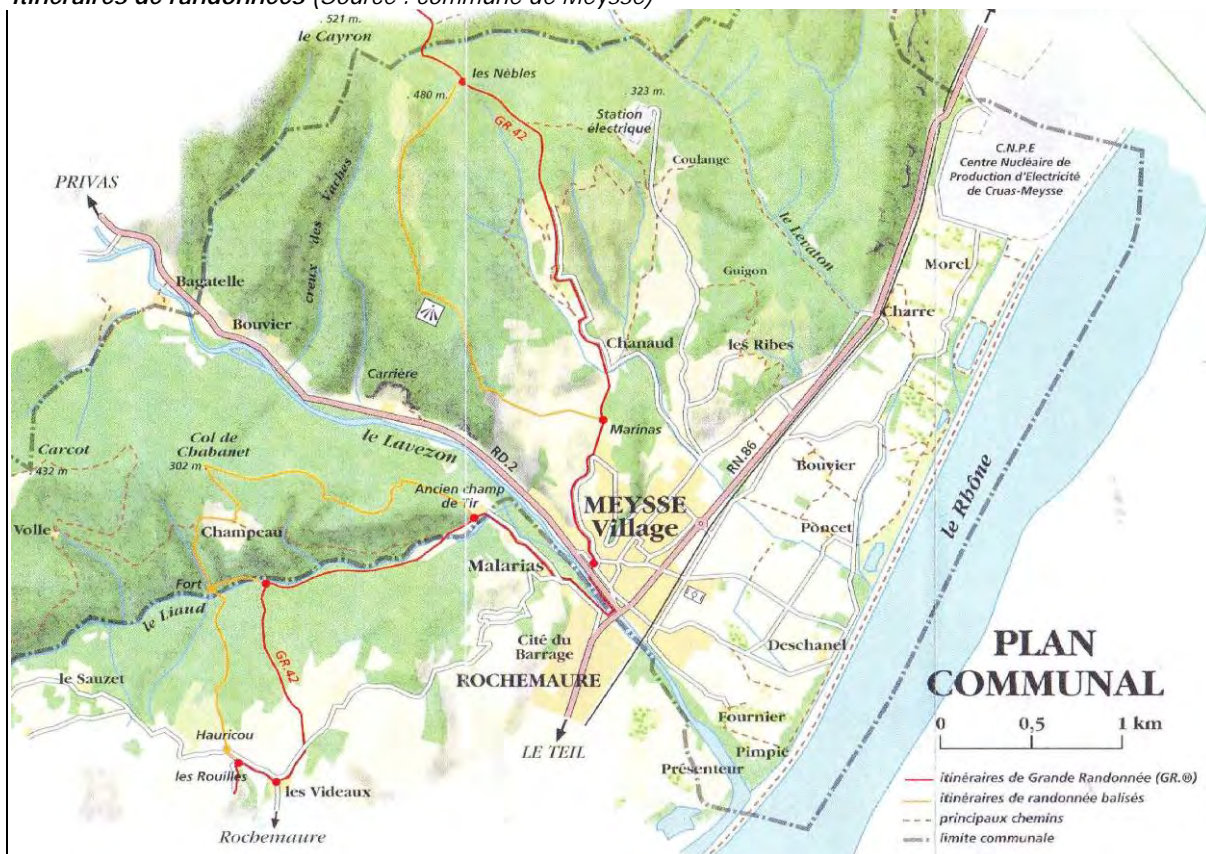 Itinéraires de randonnées (Source : commune de Meysse)
. 521 m.
le Cayron
les Nèbles
. 480 m.
GR 42
323 m.
Station
électrique
Coulange
C.N.P.E
Centre Nucléaire de
Production d'Electricité
de Cruas-Meysse
PRIVAS
creux des Vaches
le Levaton
Bagatelle
Guigon
Morel
Bouvier
Charre
Chanaud
les Ribes
Carrière
Marinas
le Lavezon
RD.2
RN.86
Carcot
. 432 m
Col de
Chabanet
302 m
Bouvier
Ancien champ
de Tir
MEYSSE
Village
le Rhône
Volle
Champeau
Poncet
Malarias
Fort
le Liaud
Cité du
Barrage
Deschanel
PLAN
COMMUNAL
GR.42
le Sauzet
ROCHEMAURE
0 0,5 1 km
Fournier
Hauricou
LE TEIL
Pimpie
les Rouilles
Présenteur
les Videaux
itinéraires de Grande Randonnée (GR.®)
itinéraires de randonnée balisés
principaux chemins
limite communale
Rochemaure